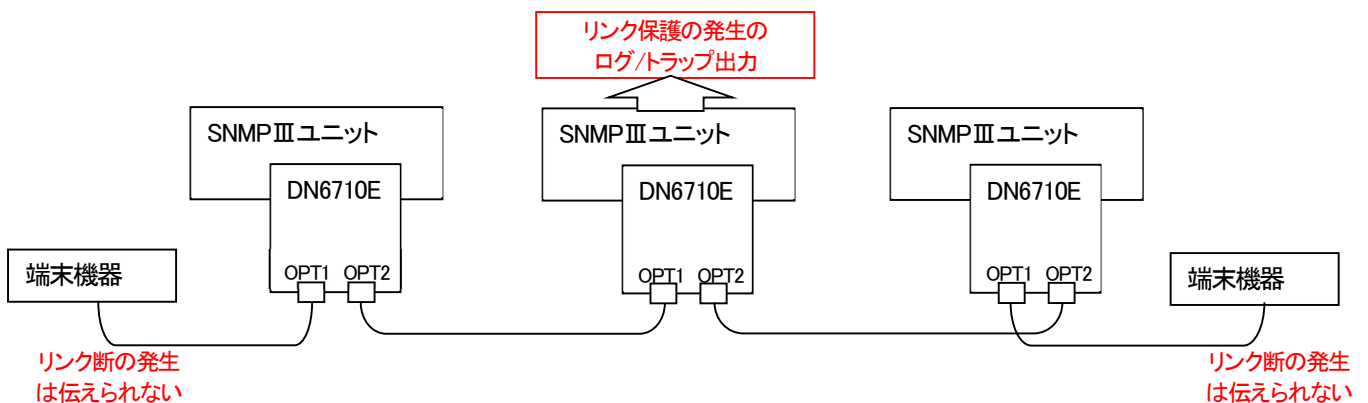 リンク保護の発生の
ログ/トラップ出力
SNMPⅢユニット
SNMPⅢユニット
SNMPⅢユニット
DN6710E
DN6710E
DN6710E
端末機器
OPT1 OPT2
OPT1 OPT2
OPT1 OPT2
端末機器
リンク断の発生
は伝えられない
リンク断の発生
は伝えられない